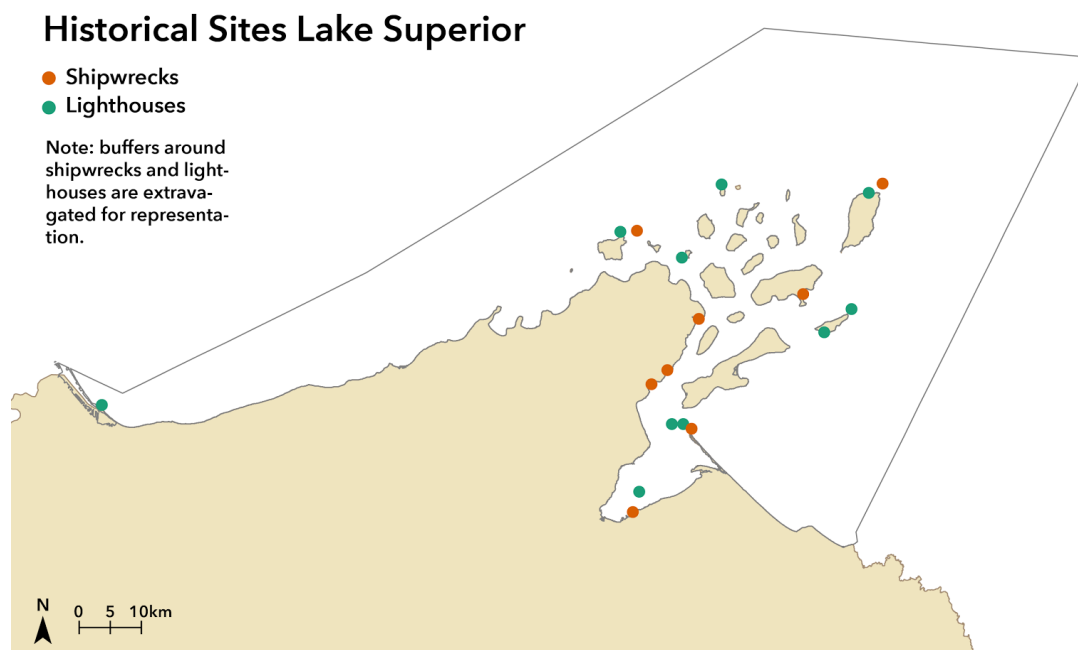 Historical Sites Lake Superior
Shipwrecks
Lighthouses
Note: buffers around
shipwrecks and light-
houses are extrava-
gated for representa-
tion.
N
0 5 10km